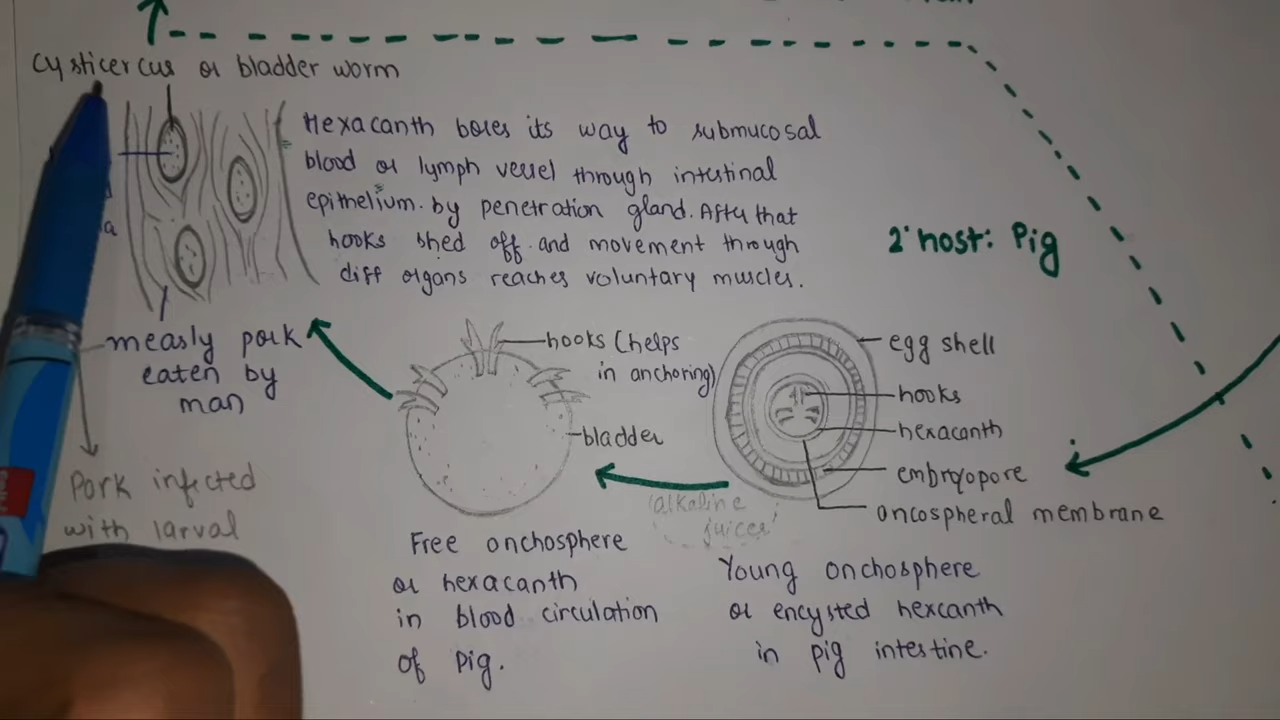 Cysticercus or bladder worm
Hexacanth bores its way to submucosal
blood or lymph vessel through intestinal
epithelium. by penetration gland. After that
hooks shed off and movement through
diff organs reaches voluntary muscles.
a
2° host: Pig
measly pork
eaten by
man
Pork infected
with larval
hooks (helps
in anchoring)
bladder
egg shell
hooks
hexacanth
embryopore
oncospheral membrane
alkaline
juices
Free onchosphere
or hexacanth
in blood circulation
of pig.
Young onchosphere
or encysted hexcanth
in pig intestine.